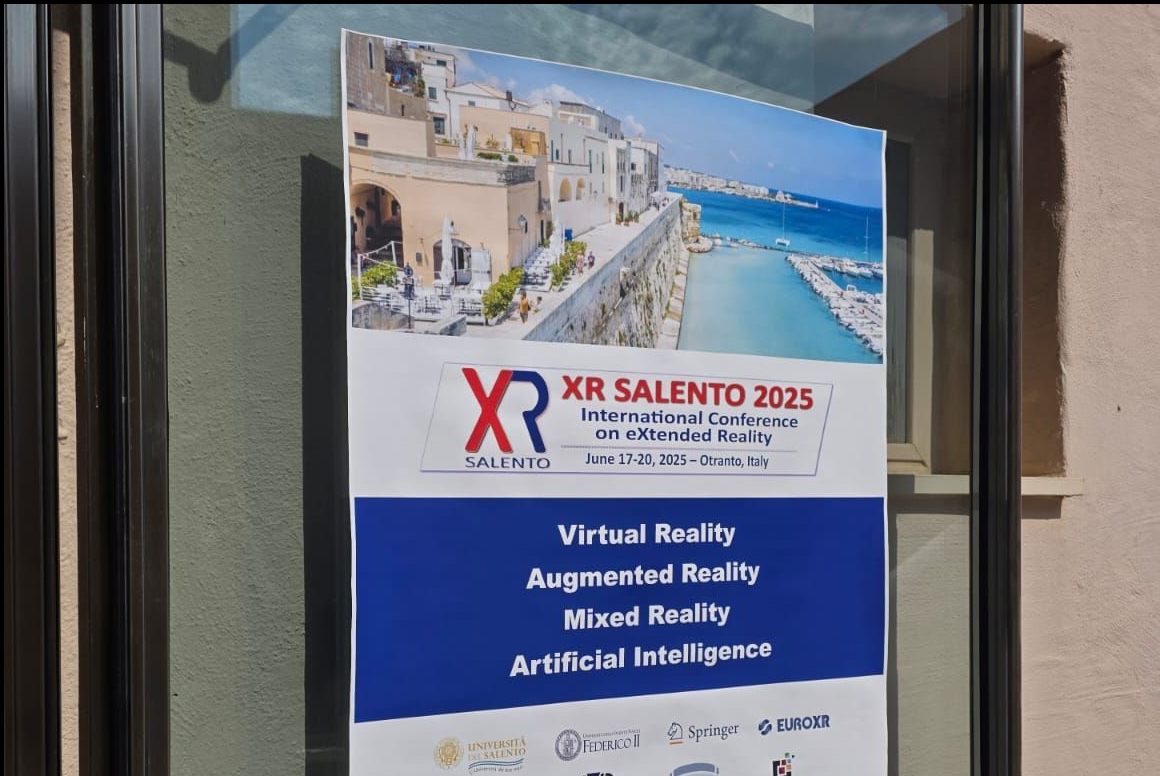 XR
SALENTO
XR SALENTO 2025
International Conference
on eXtended Reality
June 17-20, 2025 – Otranto, Italy
Virtual Reality
Augmented Reality
Mixed Reality
Artificial Intelligence
UNIVERSITÀ
DEL SALENTO
FEDERICO II
Springer
EUROXR